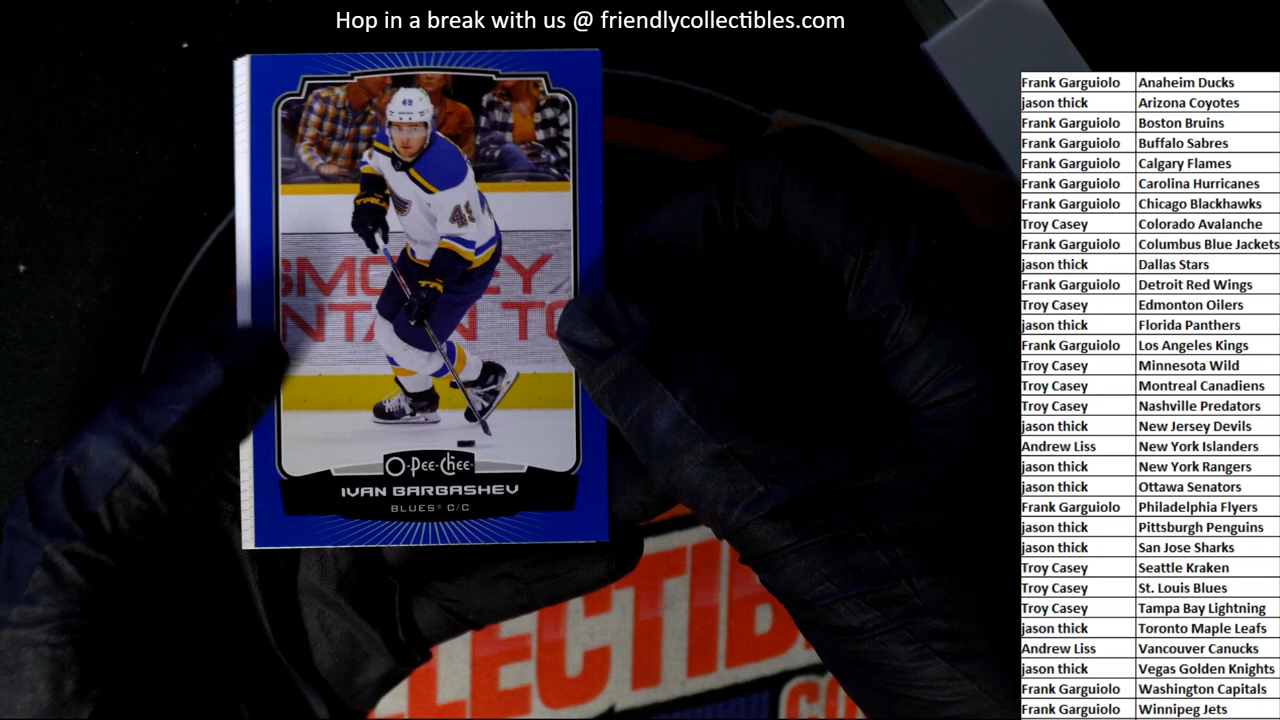 Hop in a break with us @ friendlycollectibles.com
Frank Garguiolo Anaheim Ducks
jason thick Arizona Coyotes
Frank Garguiolo Boston Bruins
Frank Garguiolo Buffalo Sabres
Frank Garguiolo Calgary Flames
Frank Garguiolo Carolina Hurricanes
Frank Garguiolo Chicago Blackhawks
Troy Casey Colorado Avalanche
Frank Garguiolo Columbus Blue Jackets
jason thick Dallas Stars
Frank Garguiolo Detroit Red Wings
Troy Casey Edmonton Oilers
jason thick Florida Panthers
Frank Garguiolo Los Angeles Kings
Troy Casey Minnesota Wild
Troy Casey Montreal Canadiens
Troy Casey Nashville Predators
jason thick New Jersey Devils
Andrew Liss New York Islanders
jason thick New York Rangers
jason thick Ottawa Senators
Frank Garguiolo Philadelphia Flyers
jason thick Pittsburgh Penguins
jason thick San Jose Sharks
Troy Casey Seattle Kraken
Troy Casey St. Louis Blues
Troy Casey Tampa Bay Lightning
jason thick Toronto Maple Leafs
Andrew Liss Vancouver Canucks
jason thick Vegas Golden Knights
Frank Garguiolo Washington Capitals
Frank Garguiolo Winnipeg Jets
49
49
O-Pee-Chee
IVAN BARBASHEV
BLUES® C/C